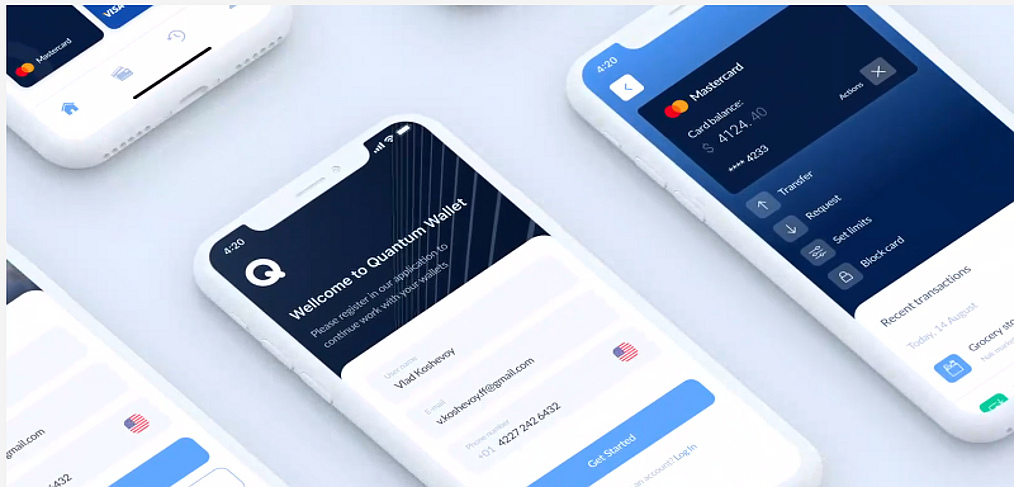 VISA
Mastercard
4:20
Q
Wellcome to Quantum Wallet
Please register in our application to
continue work with your wallets
User name
Vlad Koshevoy
E-mail
v.koshevoy.ff@gmail.com
Phone number
+01 4227 242 6432
Get Started
an account? Log In
ail.com
6432
4:20
Mastercard
Card balance:
$ 4124.40
**** 4233
Actions
Transfer
Request
Set limits
Block card
Recent transactions
Today, 14 August
Grocery sto